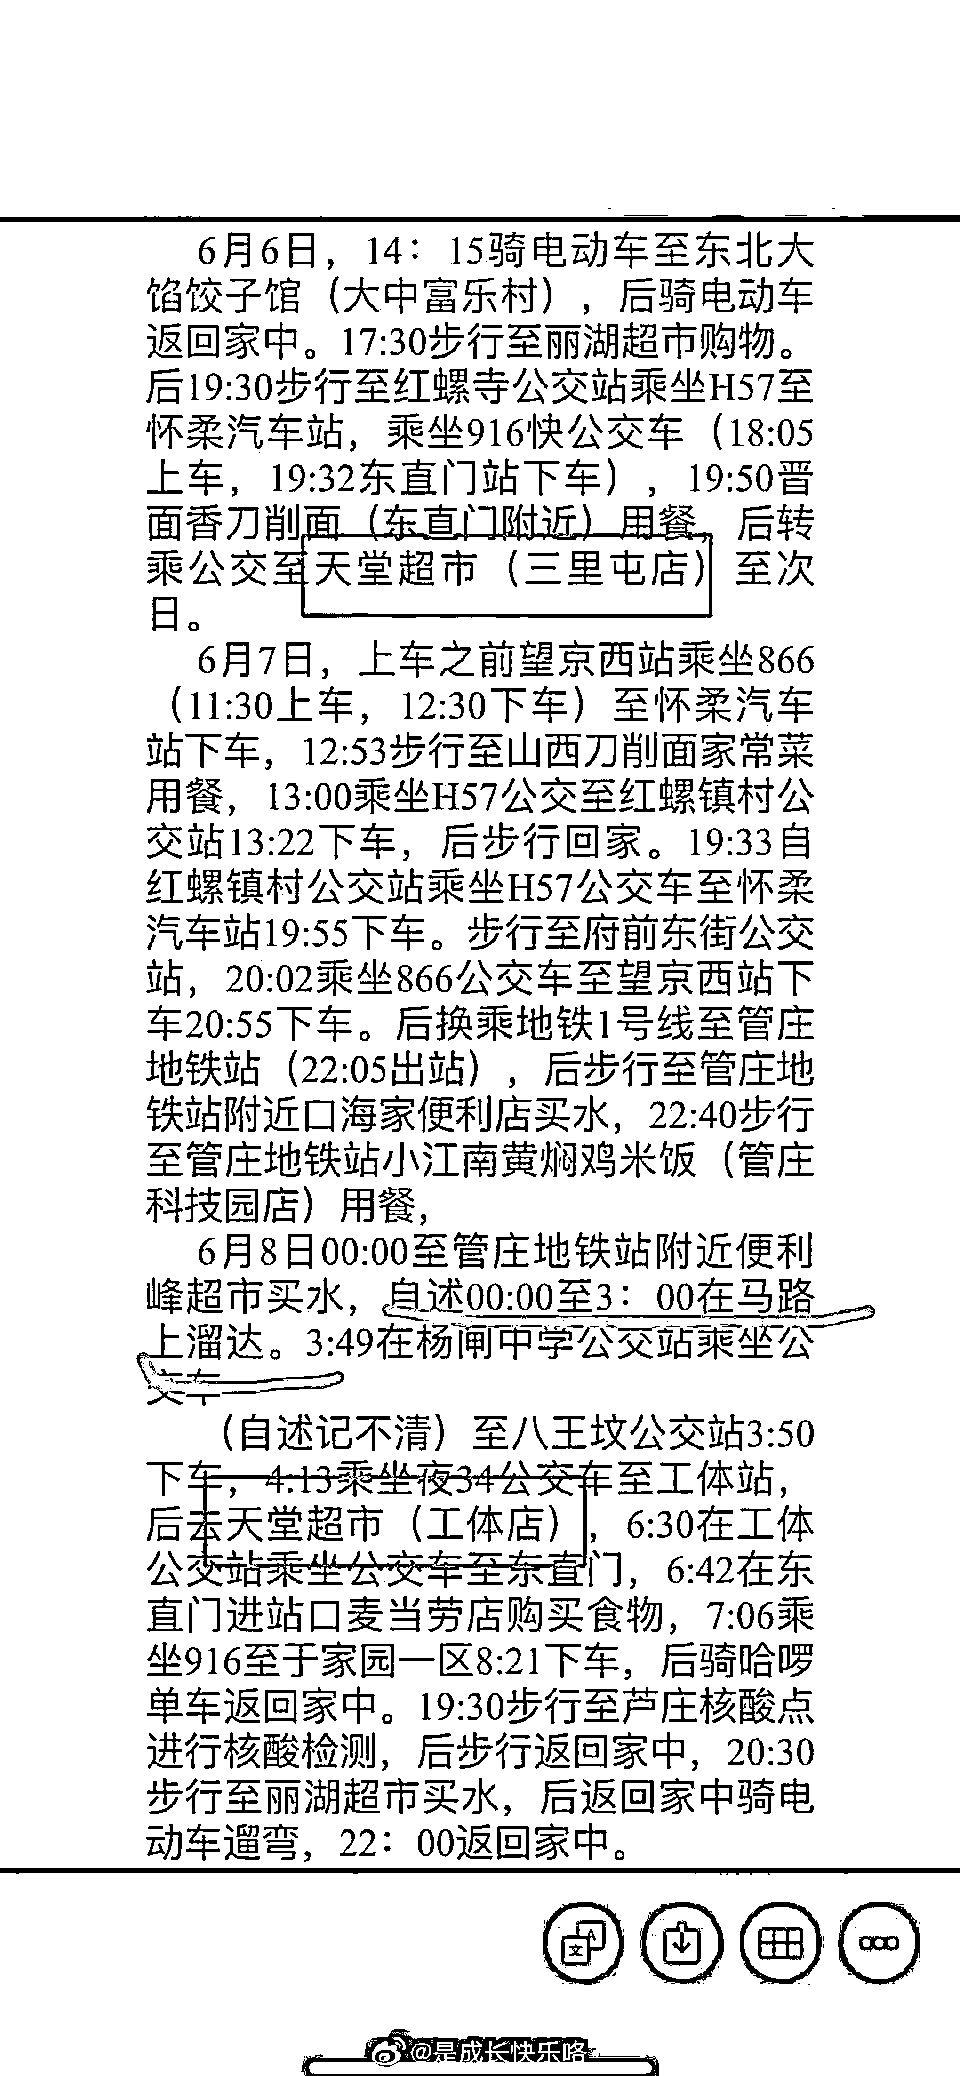 6月6日，14：15骑电动车至东北大
馅饺子馆（大中富乐村），后骑电动车
返回家中。17:30步行至丽湖超市购物。
后19:30步行至红螺寺公交站乘坐H57至
怀柔汽车站，乘坐916快公交车（18:05
上车，19:32东直门站下车），19:50晋
面香刀削面（东直门附近）用餐，后转
乘公交至天堂超市（三里屯店）至次
日。
6月7日，上车之前望京西站乘坐866
（11:30上车，12:30下车）至怀柔汽车
站下车，12:53步行至山西刀削面家常菜
用餐，13:00乘坐H57公交至红螺镇村公
交站13:22下车，后步行回家。19:33自
红螺镇村公交站乘坐H57公交车至怀柔
汽车站19:55下车。步行至府前东街公交
站，20:02乘坐866公交车至望京西站下
车20:55下车。后换乘地铁1号线至管庄
地铁站（22:05出站），后步行至管庄地
铁站附近口海家便利店买水，22:40步行
至管庄地铁站小江南黄焖鸡米饭（管庄
科技园店）用餐，
6月8日00:00至管庄地铁站附近便利
峰超市买水，自述00:00至3：00在马路
上溜达。3:49在杨闸中学公交站乘坐公
交车
（自述记不清）至八王坟公交站3:50
下车，4:13乘坐夜34公交车至工体站，
后去天堂超市（工体店），6:30在工体
公交站乘坐公交车至东直门，6:42在东
直门进站口麦当劳店购买食物，7:06乘
坐916至于家园一区8:21下车，后骑哈啰
单车返回家中。19:30步行至芦庄核酸点
进行核酸检测，后步行返回家中，20:30
步行至丽湖超市买水，后返回家中骑电
动车遛弯，22：00返回家中。
@是成长快乐咯